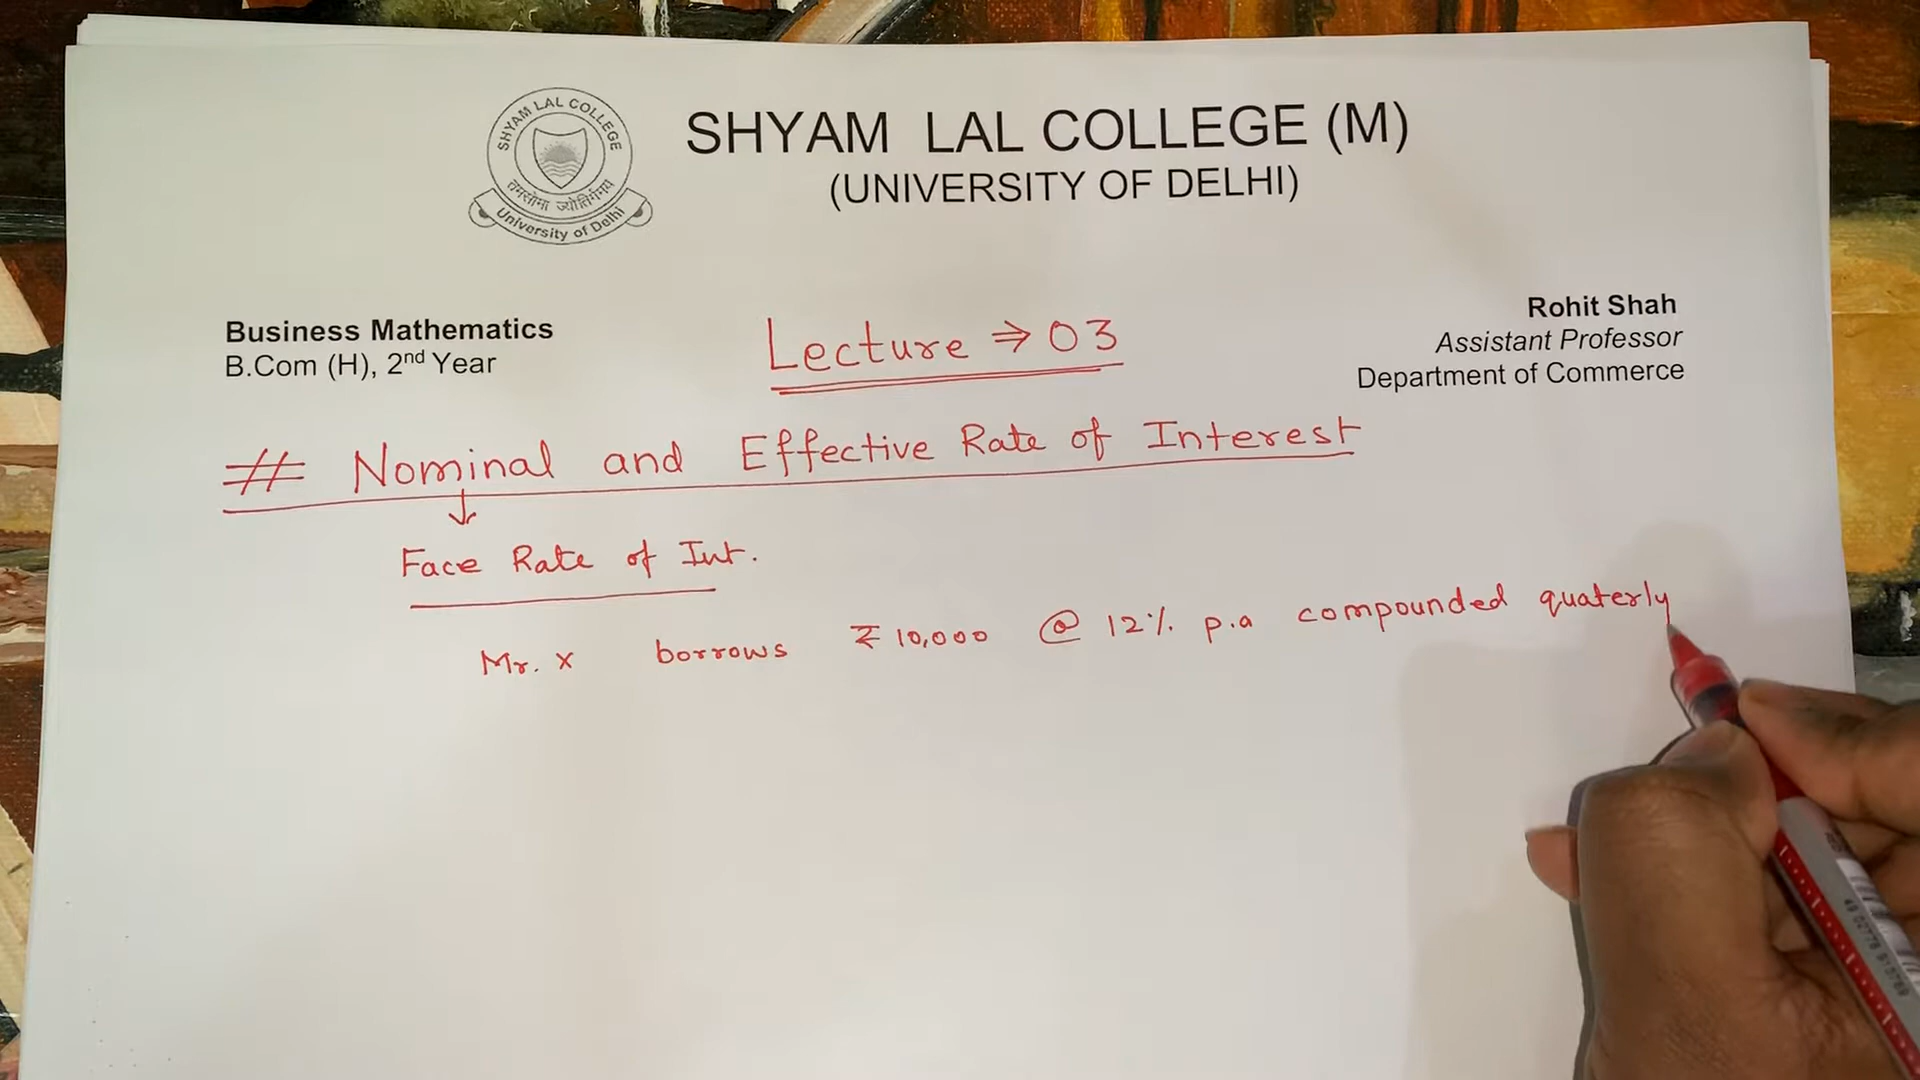 SHYAM LAL COLLEGE
तमसोमा ज्योतिर्गमय
University of Delhi
SHYAM LAL COLLEGE (M)
(UNIVERSITY OF DELHI)
Business Mathematics
B.Com (H), 2nd Year
Lecture ⇒ 03
Rohit Shah
Assistant Professor
Department of Commerce
# Nominal and Effective Rate of Interest
↓
Face Rate of Int.
Mr. X borrows ₹ 10,000 @ 12% p.a compounded quaterly